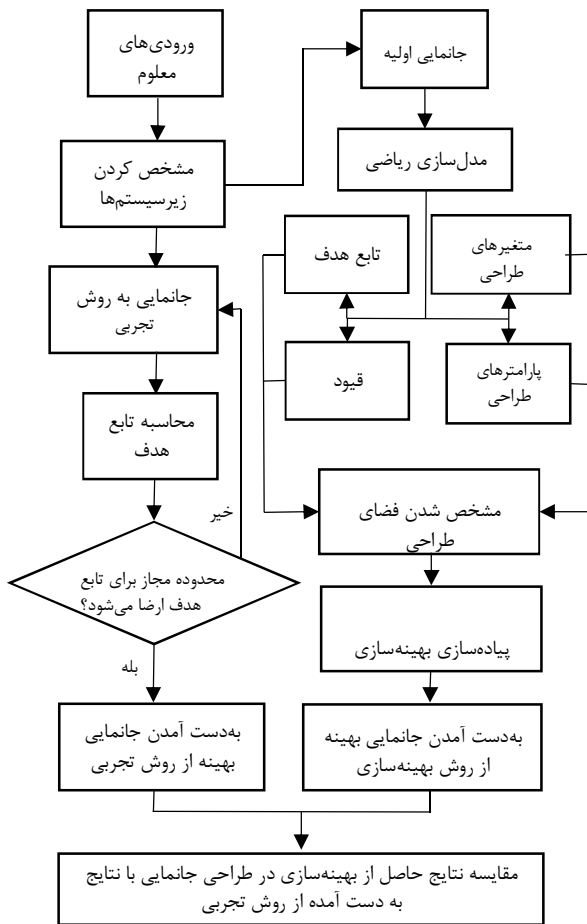 ورودی‌های
معلوم
جانمایی اولیه
مشخص کردن
زیرسیستم‌ها
مدل‌سازی ریاضی
تابع هدف
متغیرهای
طراحی
جانمایی به روش
تجربی
قیود
پارامترهای
طراحی
محاسبه تابع
هدف
خیر
مشخص شدن فضای
طراحی
محدوده مجاز برای تابع
هدف ارضا می‌شود؟
پیاده‌سازی بهینه‌سازی
بله
به‌دست آمدن جانمایی
بهینه از روش تجربی
به‌دست آمدن جانمایی بهینه
از روش بهینه‌سازی
مقایسه نتایج حاصل از بهینه‌سازی در طراحی جانمایی با نتایج
به دست آمده از روش تجربی